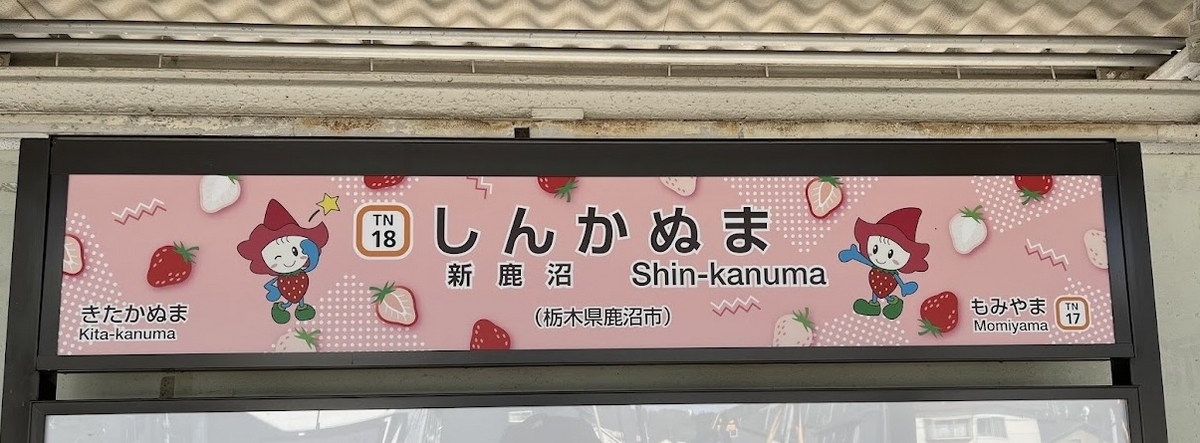 TN
18
しんかぬま
新鹿沼 Shin-kanuma
(栃木県鹿沼市)
きたかぬま
Kita-kanuma
もみやま
Momiyama
TN
17